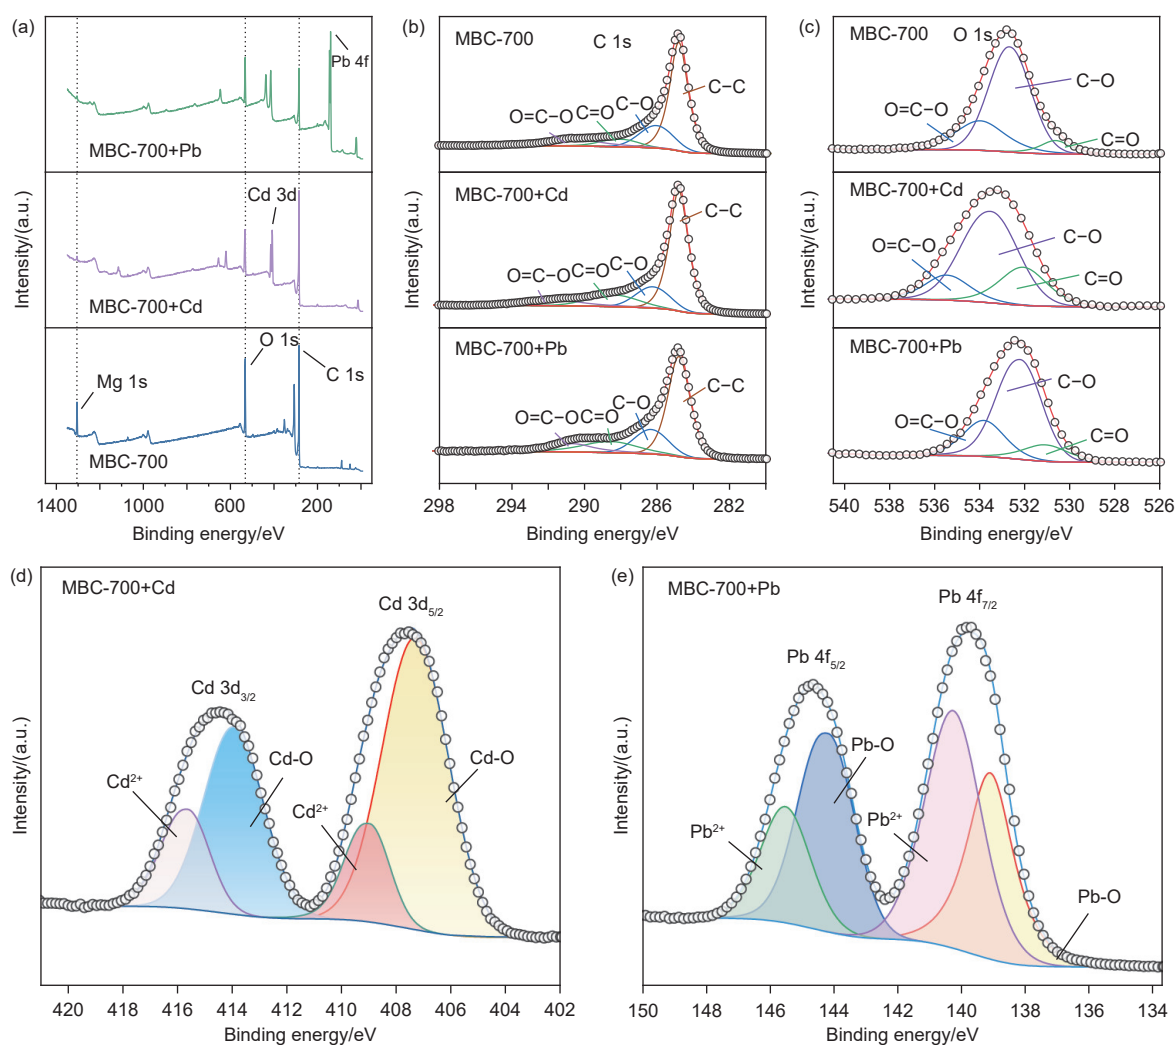 (a)
Pb 4f
MBC-700+Pb
Cd 3d
MBC-700+Cd
O 1s
C 1s
Mg 1s
MBC-700
Intensity/(a.u.)
1400 1000 600 200
Binding energy/eV
(b)
MBC-700
C 1s
C−C
C−O
C=O
O=C−O
MBC-700+Cd
C−C
C−O
C=O
O=C−O
MBC-700+Pb
C−C
C−O
C=O
O=C−O
Intensity/(a.u.)
298 294 290 286 282
Binding energy/eV
(c)
MBC-700
O 1s
C−O
O=C−O
C=O
MBC-700+Cd
O=C−O
C−O
C=O
MBC-700+Pb
C−O
O=C−O
C=O
Intensity/(a.u.)
540 535 530 526
Binding energy/eV
(d)
MBC-700+Cd
Cd 3d5/2
Cd 3d3/2
Cd-O
Cd-O
Cd2+
Cd2+
Intensity/(a.u.)
420 418 416 414 412 410 408 406 404 402
Binding energy/eV
(e)
MBC-700+Pb
Pb 4f7/2
Pb 4f5/2
Pb-O
Pb2+
Pb2+
Pb-O
Intensity/(a.u.)
150 148 146 144 142 140 138 136 134
Binding energy/eV